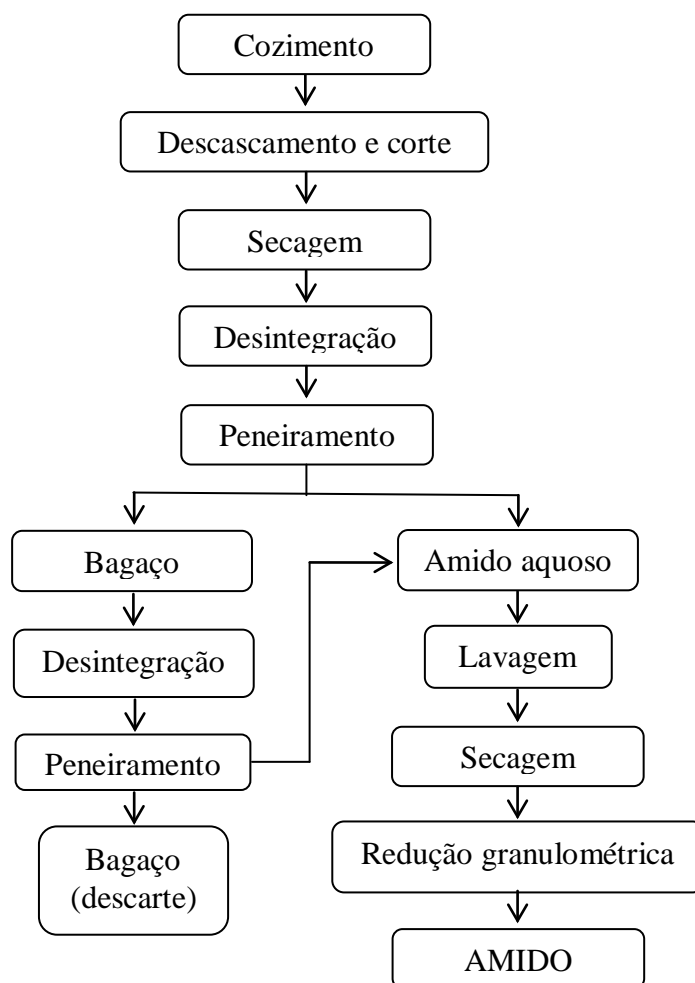 Cozimento
Descascamento e corte
Secagem
Desintegração
Peneiramento
Bagaço
Desintegração
Peneiramento
Bagaço
(descarte)
Amido aquoso
Lavagem
Secagem
Redução granulométrica
AMIDO